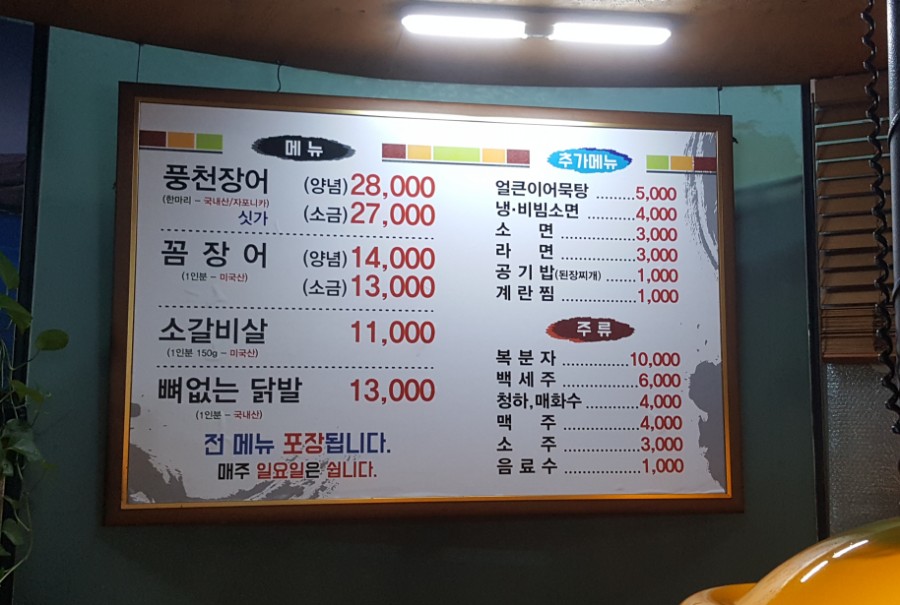 메 뉴
풍천장어 (양념) 28,000
(한마리 - 국내산/자포니카)
싯가 (소금) 27,000
꼼 장 어 (양념) 14,000
(1인분 - 미국산)
(소금) 13,000
소갈비살 11,000
(1인분 150g - 미국산)
뼈없는 닭발 13,000
(1인분 - 국내산)
전 메뉴 포장됩니다.
매주 일요일은 쉽니다.
추가메뉴
얼큰이어묵탕 ........ 5,000
냉·비빔소면 ........... 4,000
소 면 ................ 3,000
라 면 ................ 3,000
공 기 밥(된장찌개) ...... 1,000
계 란 찜 ............... 1,000
주 류
복 분 자 ............... 10,000
백 세 주 ................ 6,000
청하,매화수 ............ 4,000
맥 주 ................ 4,000
소 주 ................ 3,000
음 료 수 ................ 1,000